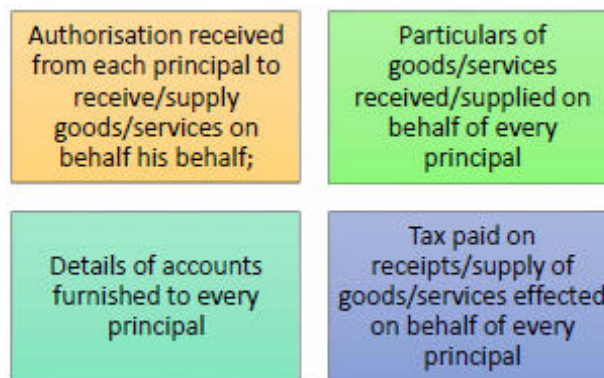 Authorisation received
from each principal to
receive/supply
goods/services on
behalf his behalf;
Particulars of
goods/services
received/supplied on
behalf of every
principal
Details of accounts
furnished to every
principal
Tax paid on
receipts/supply of
goods/services effected
on behalf of every
principal